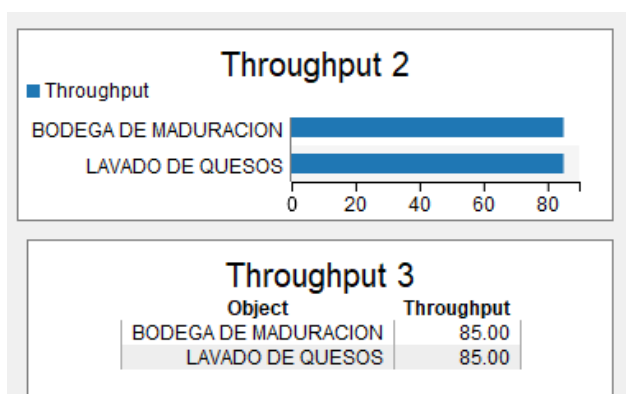 Throughput 2
Throughput
BODEGA DE MADURACION
LAVADO DE QUESOS
0 20 40 60 80
Throughput 3
Object Throughput
BODEGA DE MADURACION 85.00
LAVADO DE QUESOS 85.00